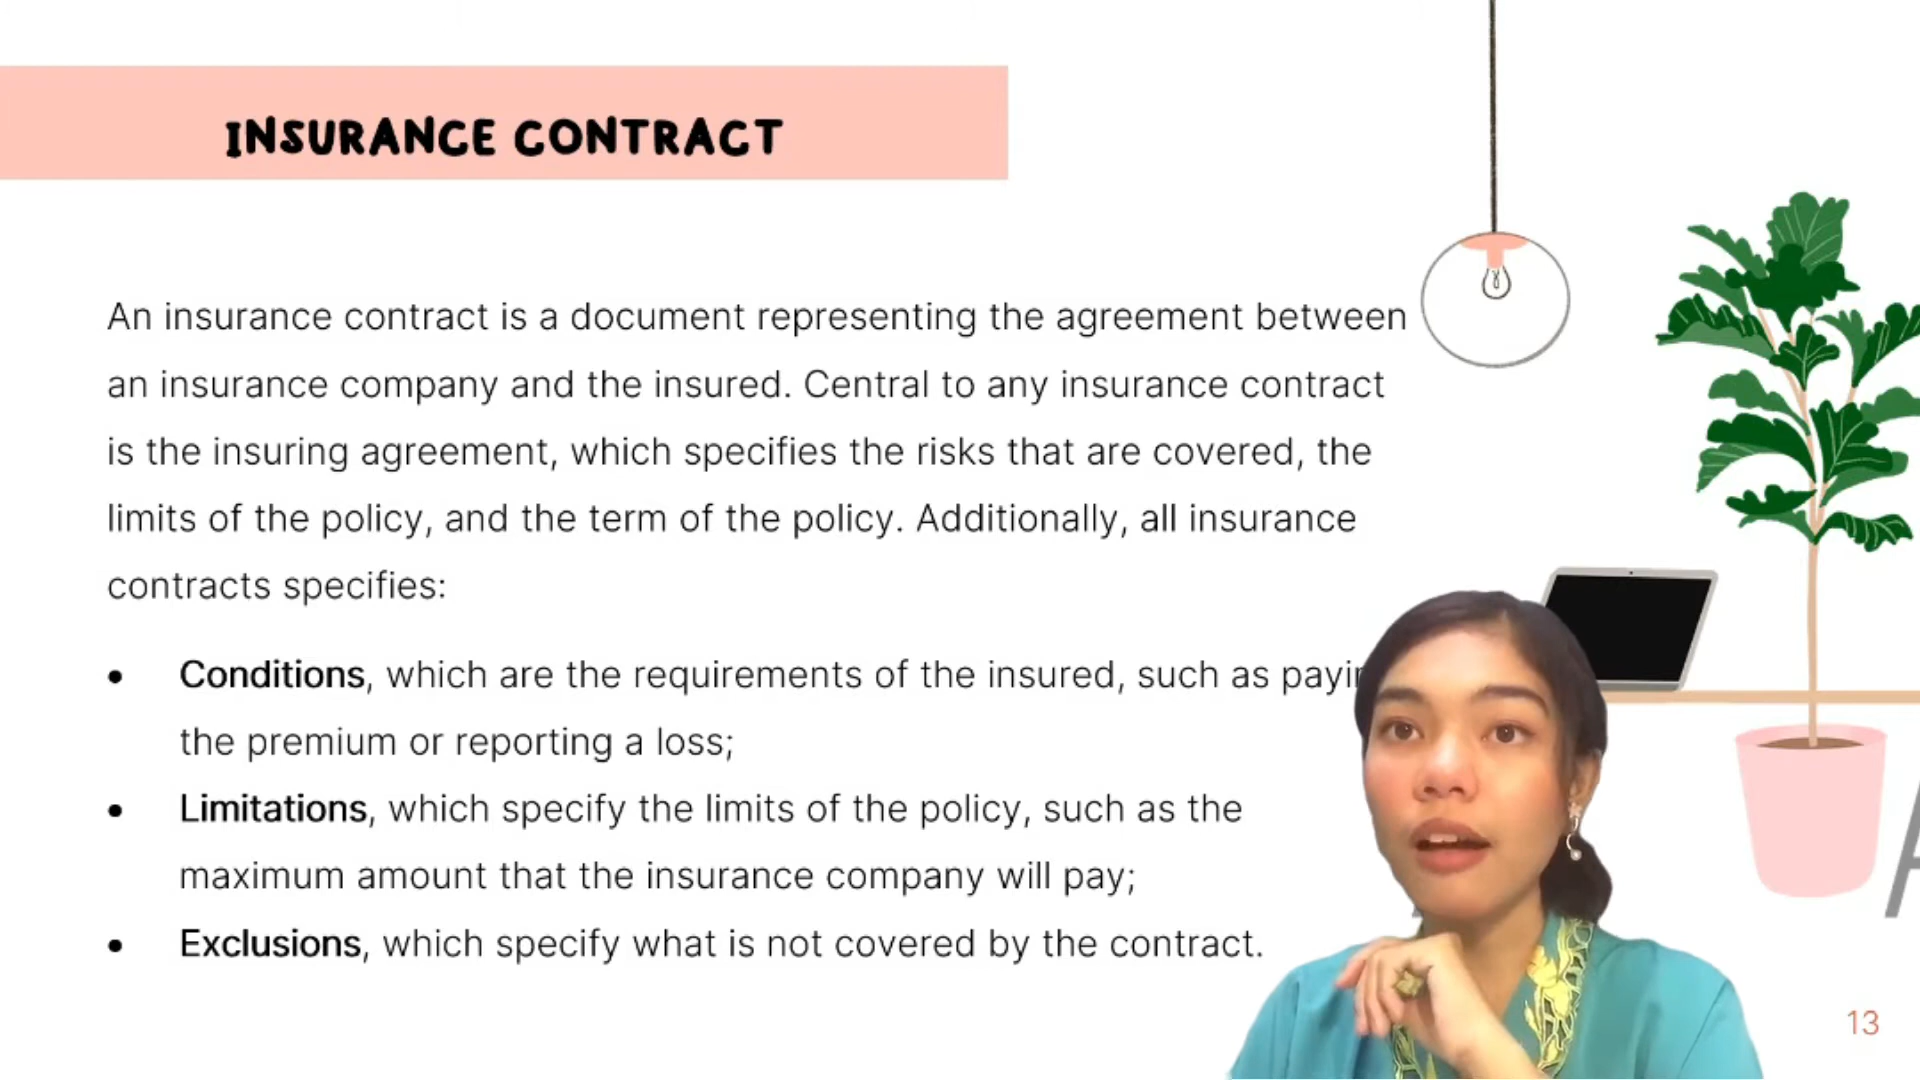 INSURANCE CONTRACT
An insurance contract is a document representing the agreement between
an insurance company and the insured. Central to any insurance contract
is the insuring agreement, which specifies the risks that are covered, the
limits of the policy, and the term of the policy. Additionally, all insurance
contracts specifies:
• Conditions, which are the requirements of the insured, such as
the premium or reporting a loss;
• Limitations, which specify the limits of the policy, such as the
maximum amount that the insurance company will pay;
• Exclusions, which specify what is not covered by the contract.
13